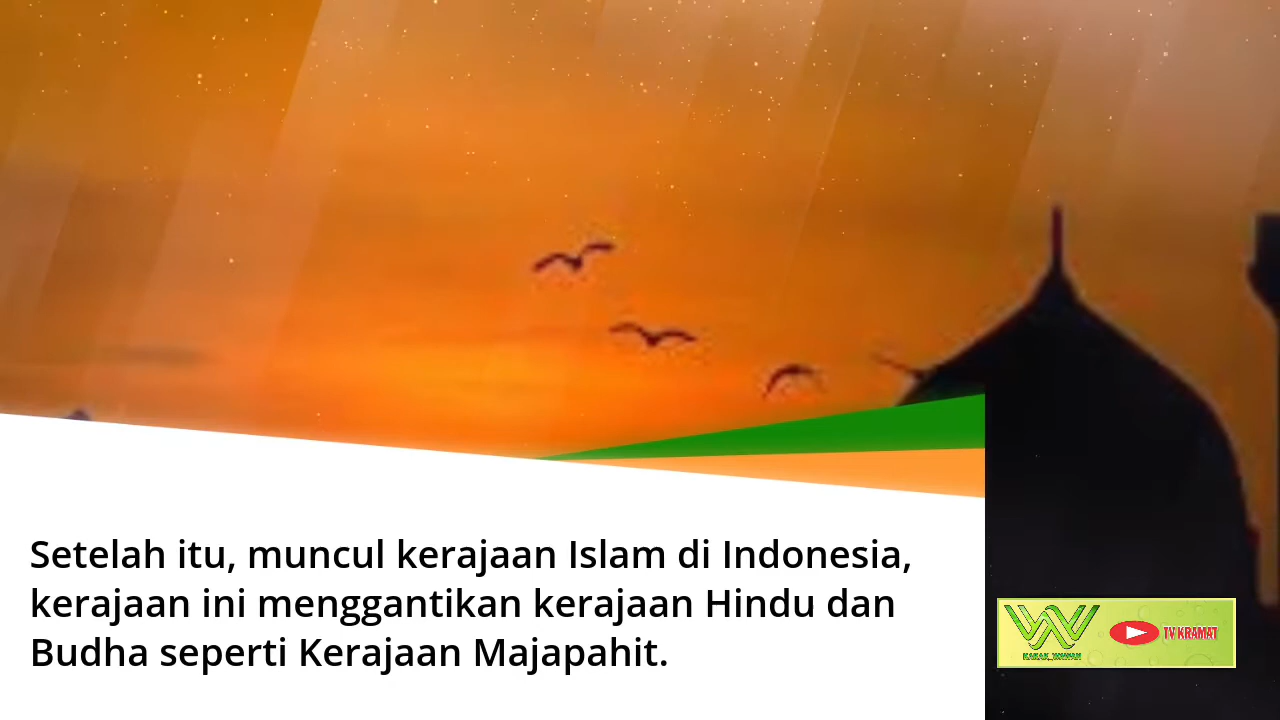 Setelah itu, muncul kerajaan Islam di Indonesia,
kerajaan ini menggantikan kerajaan Hindu dan
Budha seperti Kerajaan Majapahit.
TV KRAMAT